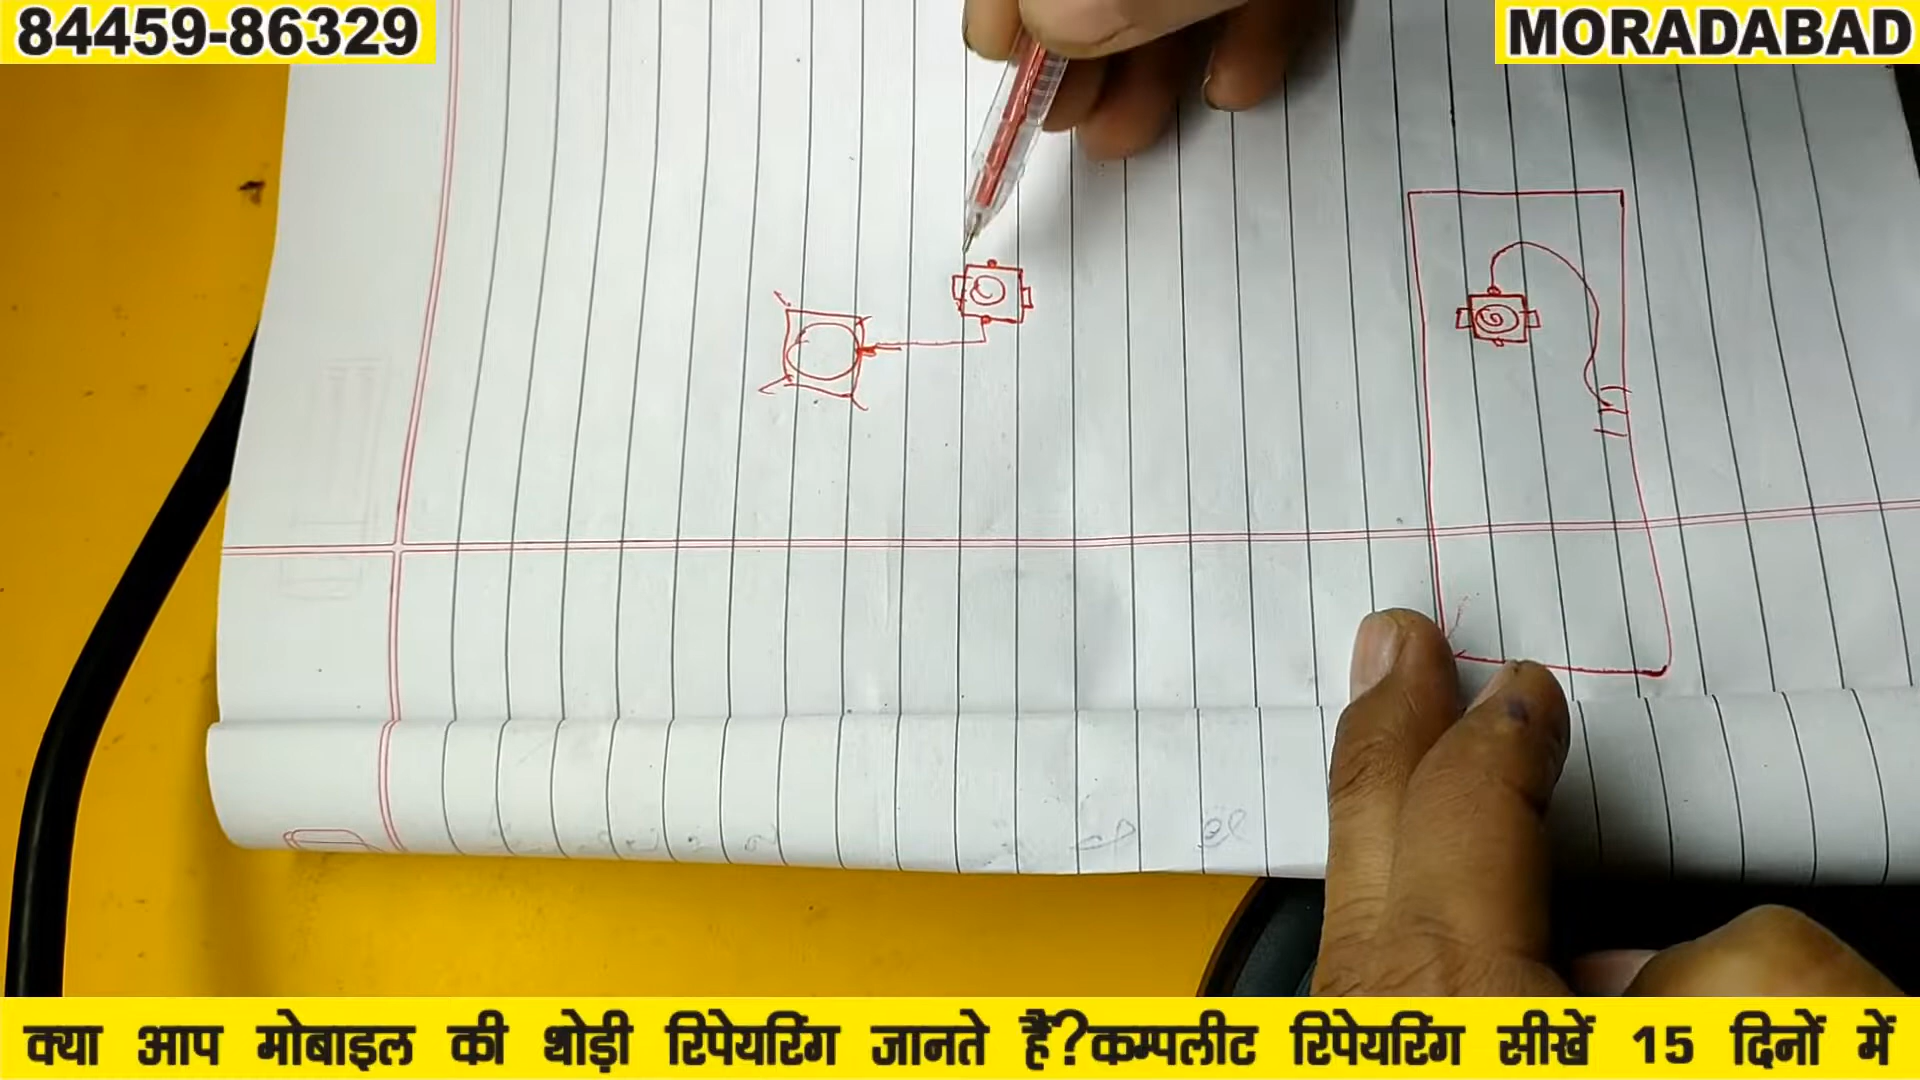 84459-86329
MORADABAD
क्या आप मोबाइल की थोड़ी रिपेयरिंग जानते हैं?कम्पलीट रिपेयरिंग सीखें 15 दिनों में